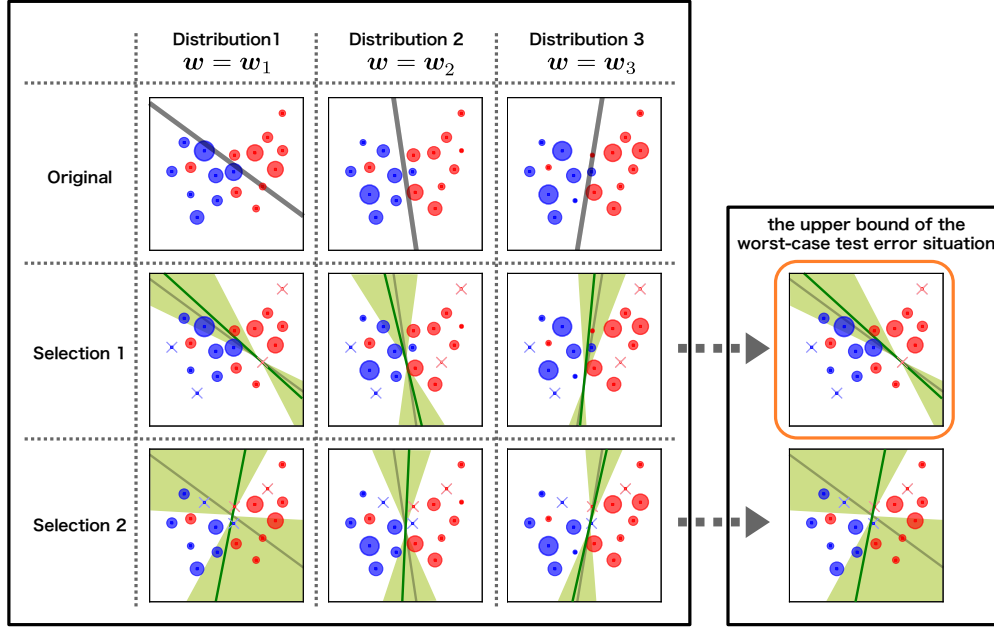 Distribution1
w = w1
Distribution 2
w = w2
Distribution 3
w = w3
Original
Selection 1
Selection 2
the upper bound of the
worst-case test error situation